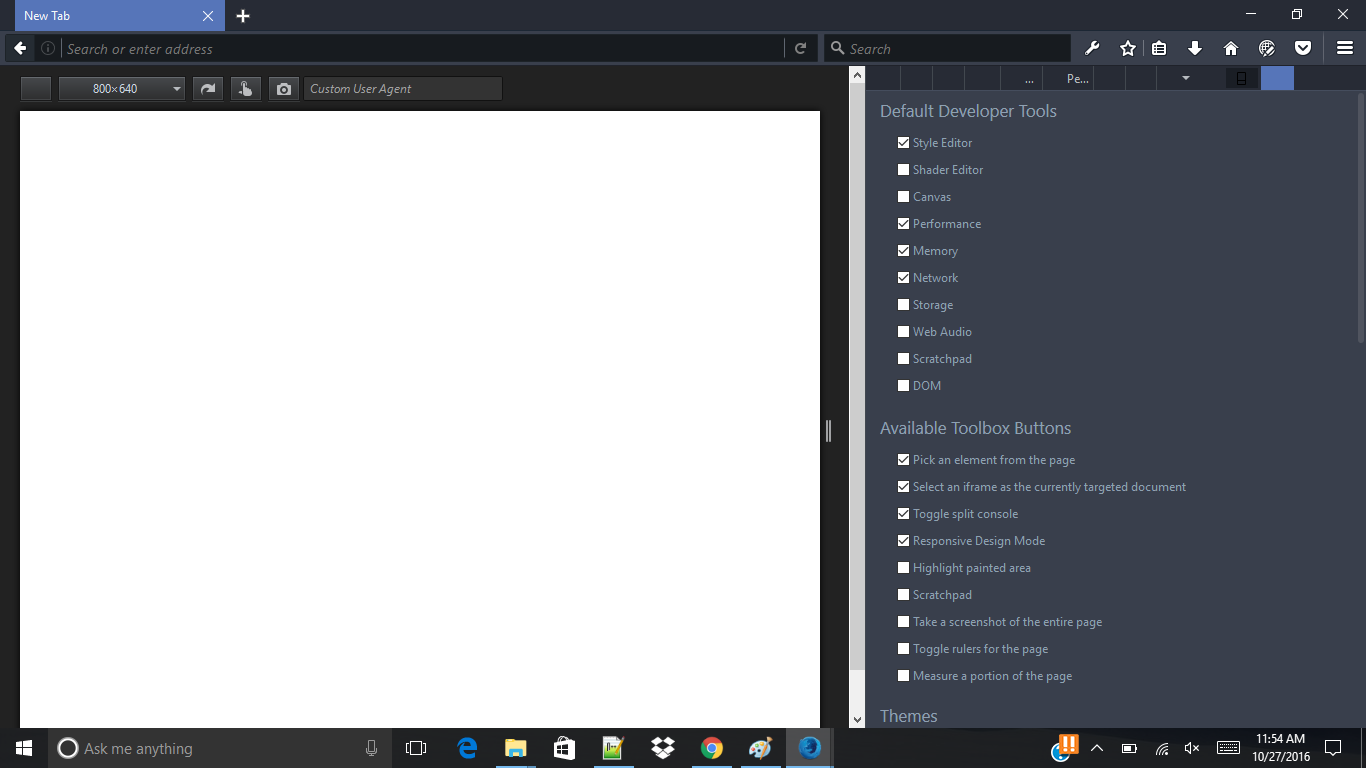 New Tab
Search or enter address
Search
800×640
Custom User Agent
...
Pe...
Default Developer Tools
Style Editor
Shader Editor
Canvas
Performance
Memory
Network
Storage
Web Audio
Scratchpad
DOM
Available Toolbox Buttons
Pick an element from the page
Select an iframe as the currently targeted document
Toggle split console
Responsive Design Mode
Highlight painted area
Scratchpad
Take a screenshot of the entire page
Toggle rulers for the page
Measure a portion of the page
Themes
Ask me anything
11:54 AM
10/27/2016